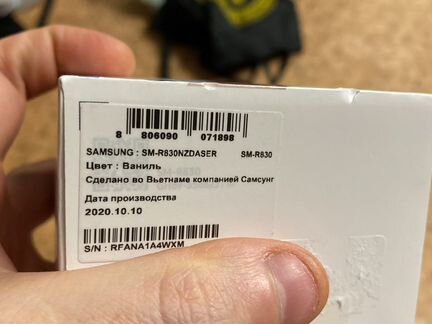 8 806090 071898
SAMSUNG : SM-R830NZDASER SM-R830
Цвет : Ваниль
Сделано во Вьетнаме компанией Самсунг
Дата производства
2020.10.10
S/N : RFANA1A4WXM